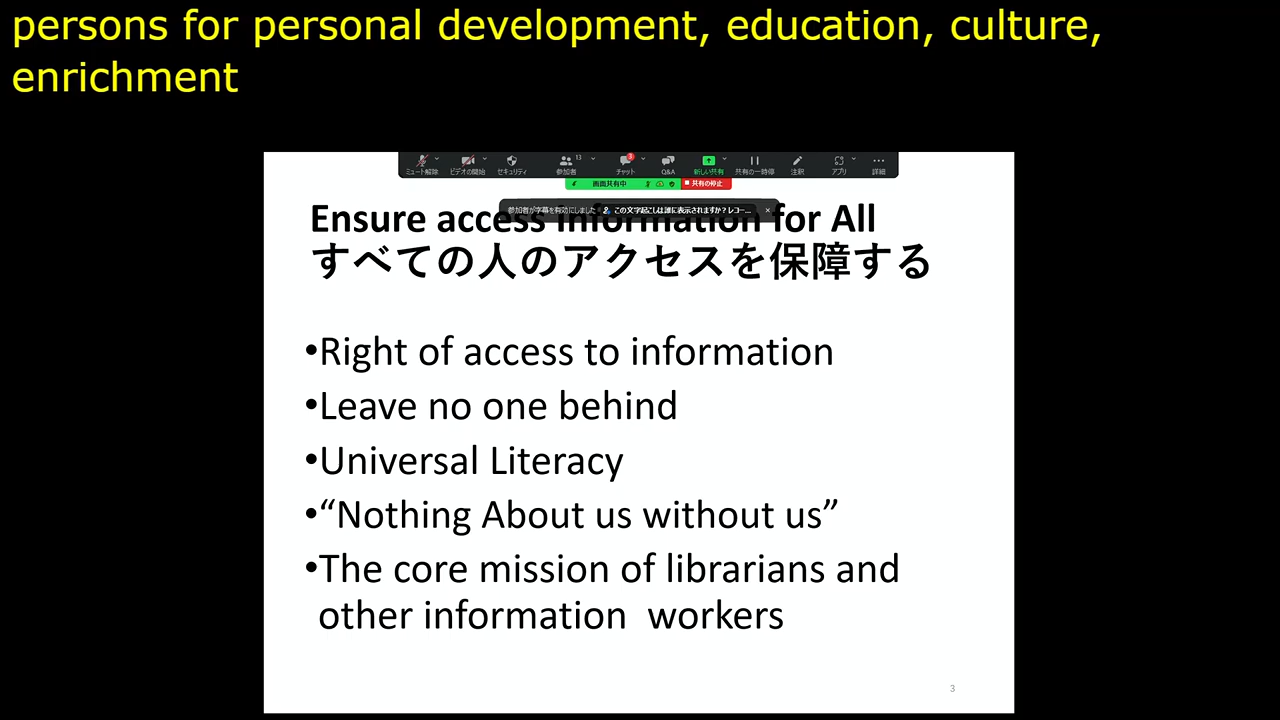 persons for personal development, education, culture,
enrichment
ミュート解除 ビデオの開始 セキュリティ 13 参加者 3 チャット Q&A 新しい共有 共有の一時停止 注釈 アプリ 詳細
画面共有中 共有の停止
参加者が字幕を有効にしました この文字起こしは誰に表示されますか？レコー...
Ensure access information for All
すべての人のアクセスを保障する
•Right of access to information
•Leave no one behind
•Universal Literacy
•“Nothing About us without us”
•The core mission of librarians and
other information workers
3